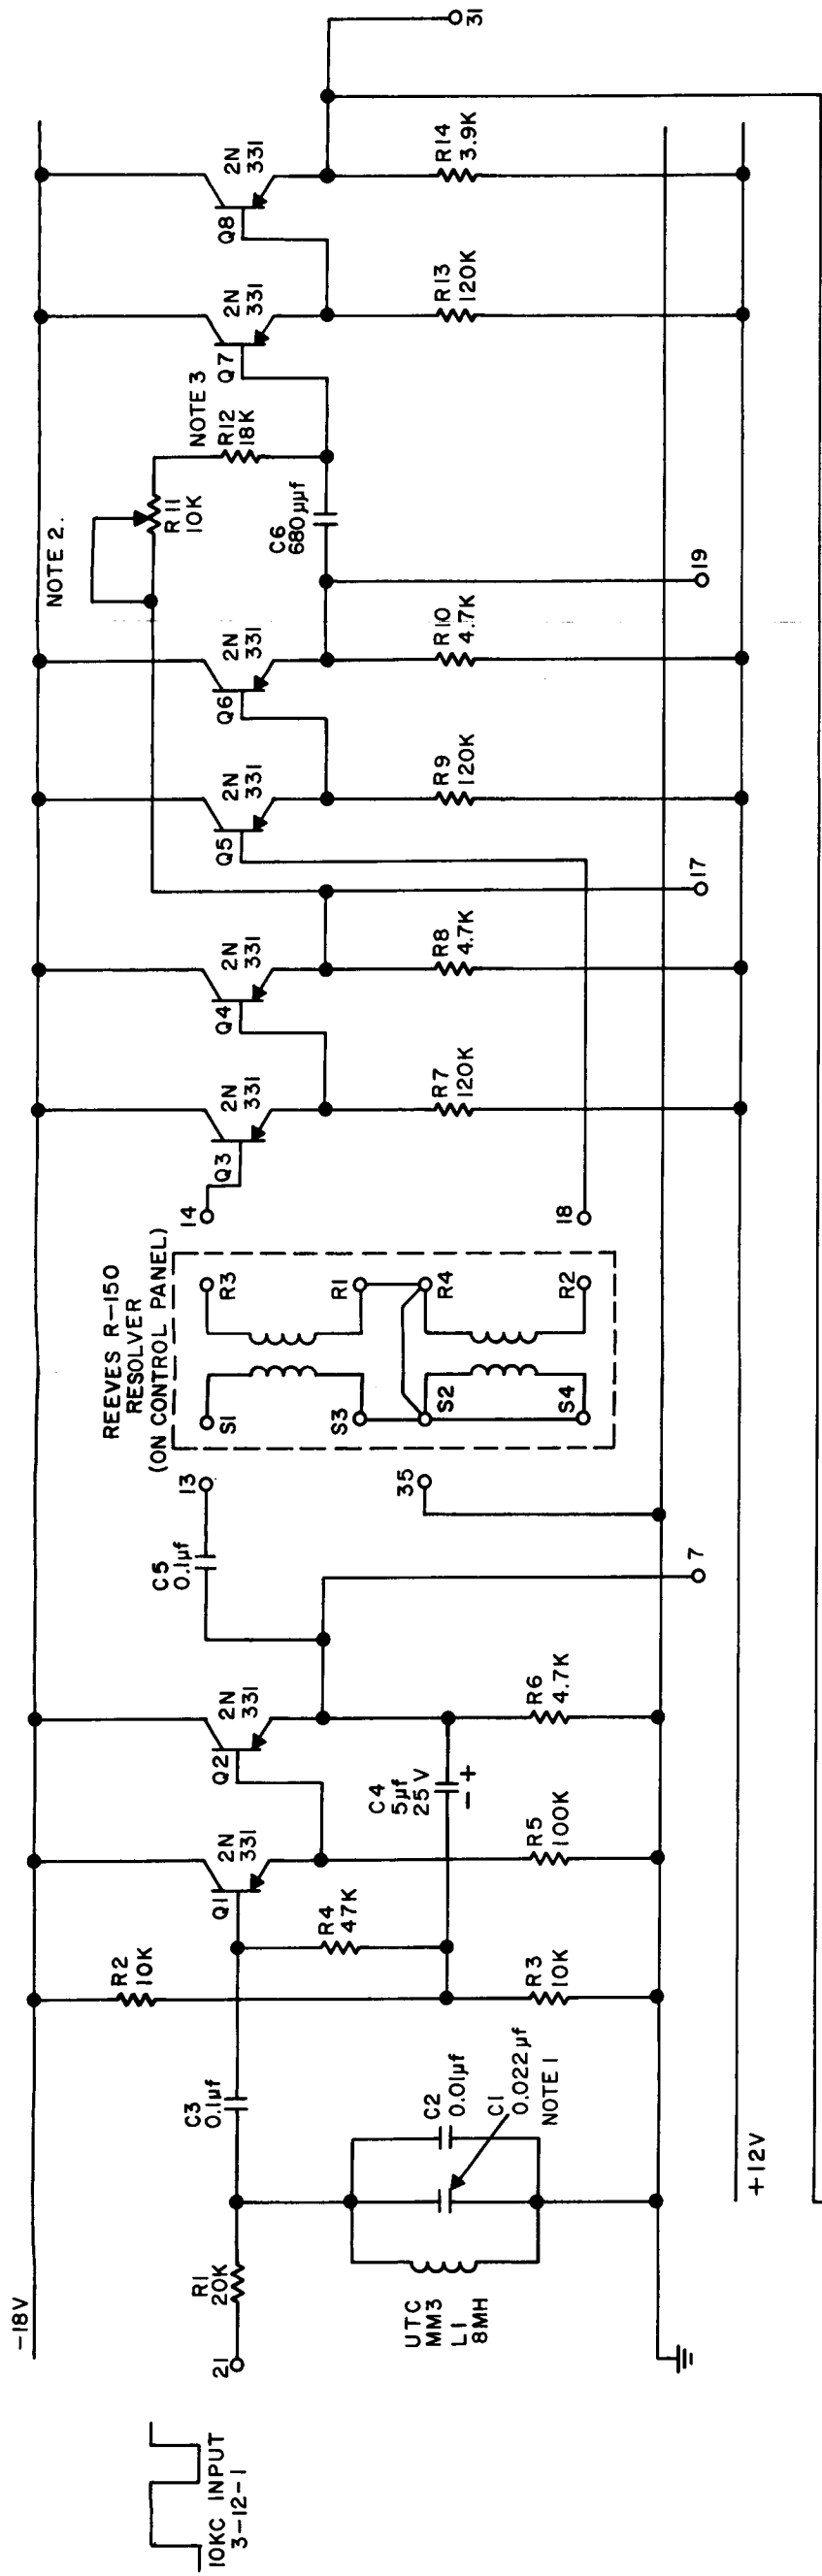 10KC INPUT
3-12-1
-18V
21
R1
20K
UTC
MM3
L1
8MH
C3
0.1µf
C2
0.01µf
C1
0.022µf
NOTE 1
R2
10K
R3
10K
R4
47K
Q1
2N
331
R5
100K
C4
5µf
25V
- +
Q2
2N
331
R6
4.7K
7
C5
0.1µf
13
35
REEVES R-150
RESOLVER
(ON CONTROL PANEL)
S1
S3
S2
S4
R3
R1
R4
R2
14
18
Q3
2N
331
R7
120K
Q4
2N
331
R8
4.7K
17
Q5
2N
331
R9
120K
Q6
2N
331
R10
4.7K
19
NOTE 2.
R11
10K
C6
680µµf
NOTE 3
R12
18K
Q7
2N
331
R13
120K
Q8
2N
331
R14
3.9K
31
+12V